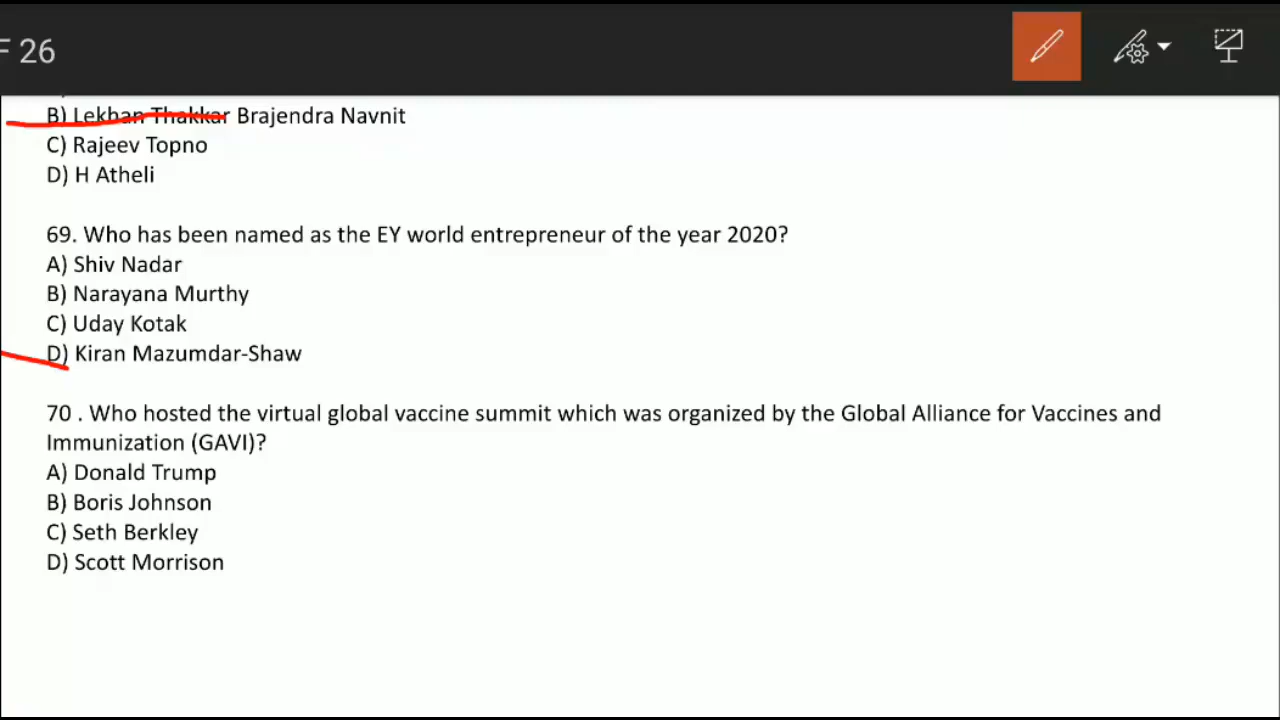 F 26
B) Lekhan Thakkar Brajendra Navnit
C) Rajeev Topno
D) H Atheli
69. Who has been named as the EY world entrepreneur of the year 2020?
A) Shiv Nadar
B) Narayana Murthy
C) Uday Kotak
D) Kiran Mazumdar-Shaw
70 . Who hosted the virtual global vaccine summit which was organized by the Global Alliance for Vaccines and
Immunization (GAVI)?
A) Donald Trump
B) Boris Johnson
C) Seth Berkley
D) Scott Morrison